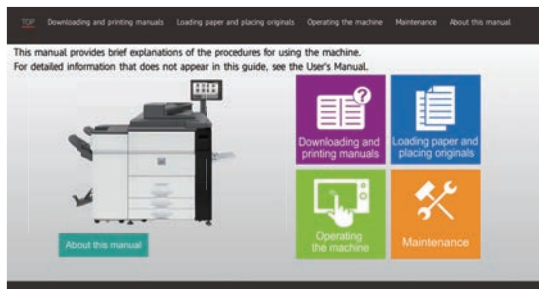 TOP Downloading and printing manuals Loading paper and placing originals Operating the machine Maintenance About this manual
This manual provides brief explanations of the procedures for using the machine.
For detailed information that does not appear in this guide, see the User's Manual.
Downloading and
printing manuals
Loading paper and
placing originals
Operating
the machine
Maintenance
About this manual